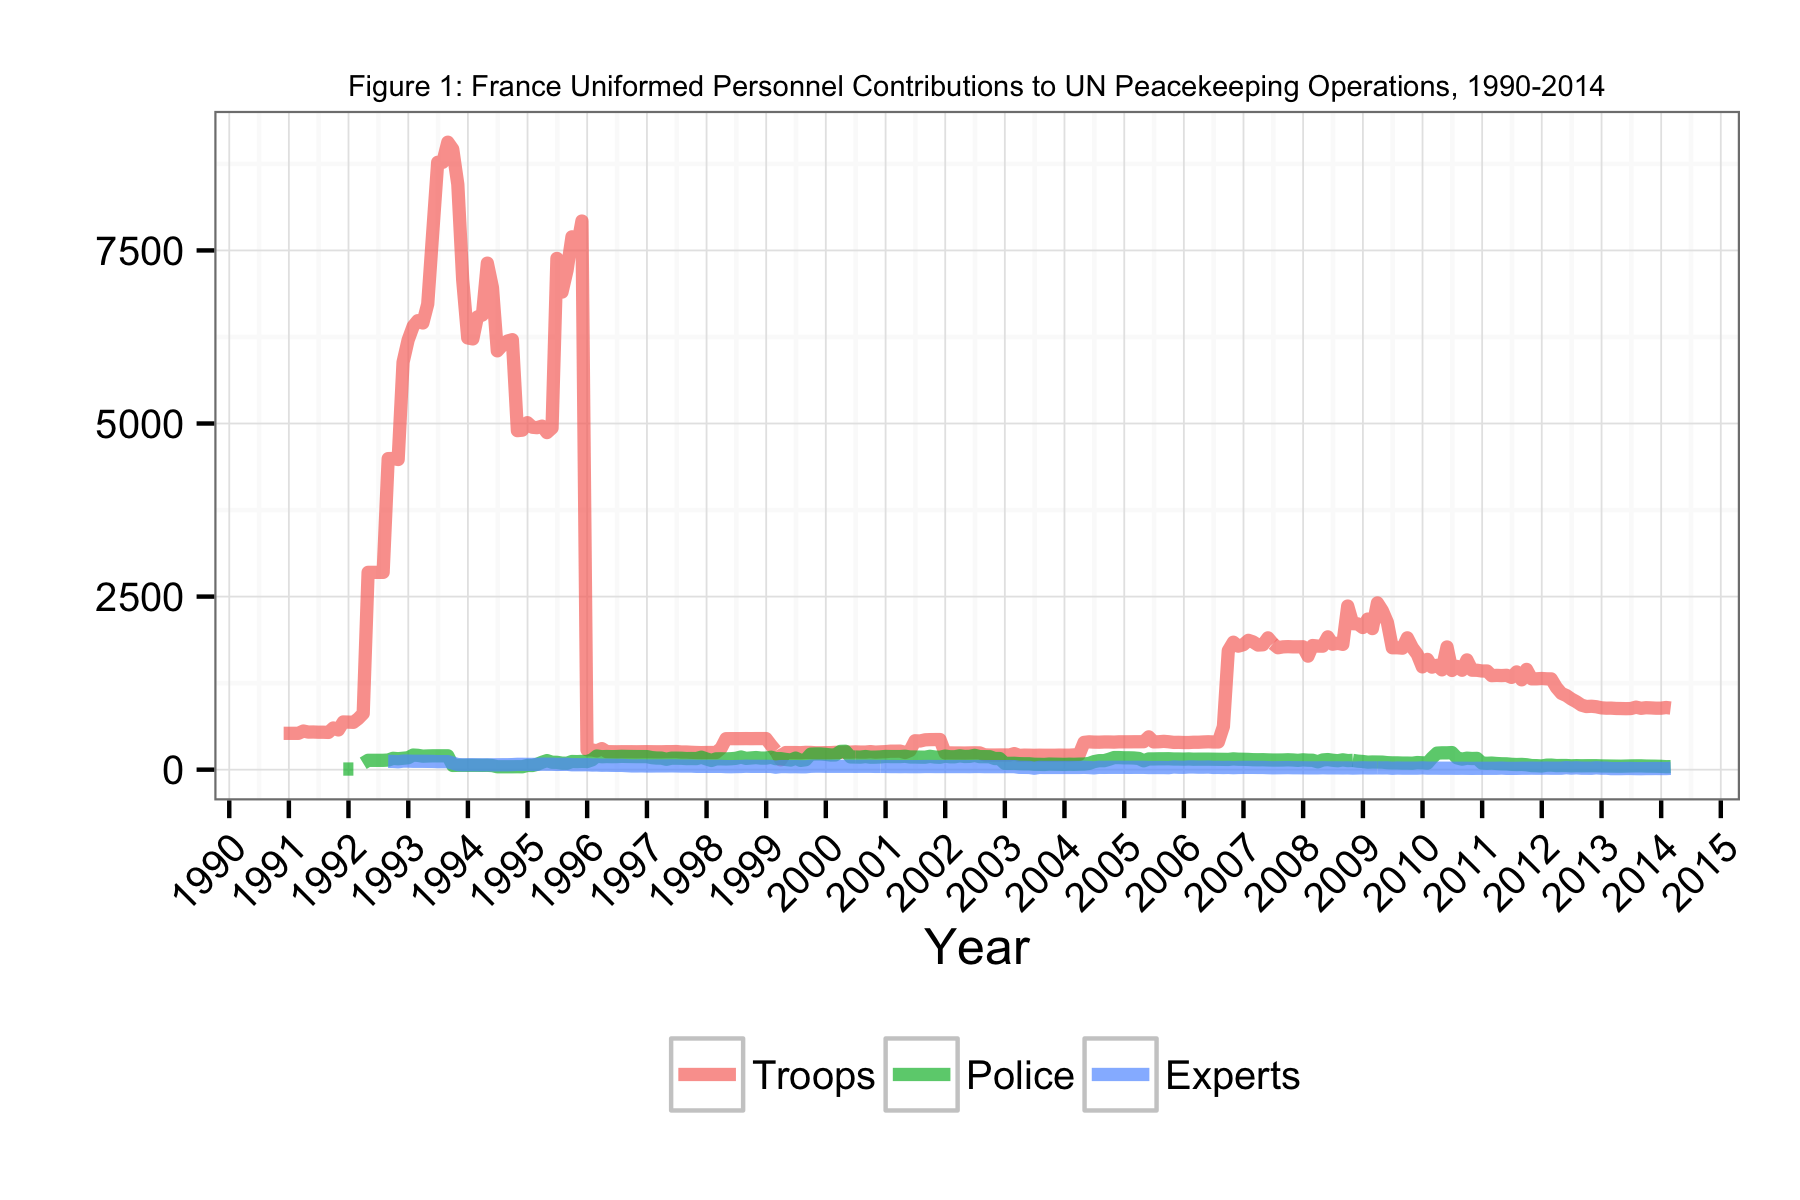 Figure 1: France Uniformed Personnel Contributions to UN Peacekeeping Operations, 1990-2014
7500
5000
2500
0
1990 1991 1992 1993 1994 1995 1996 1997 1998 1999 2000 2001 2002 2003 2004 2005 2006 2007 2008 2009 2010 2011 2012 2013 2014 2015
Year
Troops Police Experts